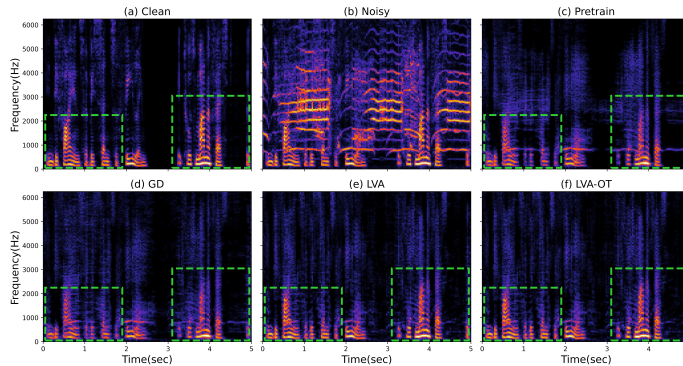 (a) Clean
(b) Noisy
(c) Pretrain
Frequency(Hz)
6000
5000
4000
3000
2000
1000
0
(d) GD
(e) LVA
(f) LVA-OT
Frequency(Hz)
6000
5000
4000
3000
2000
1000
0
0 1 2 3 4 5
0 1 2 3 4 5
0 1 2 3 4
Time(sec)
Time(sec)
Time(sec)